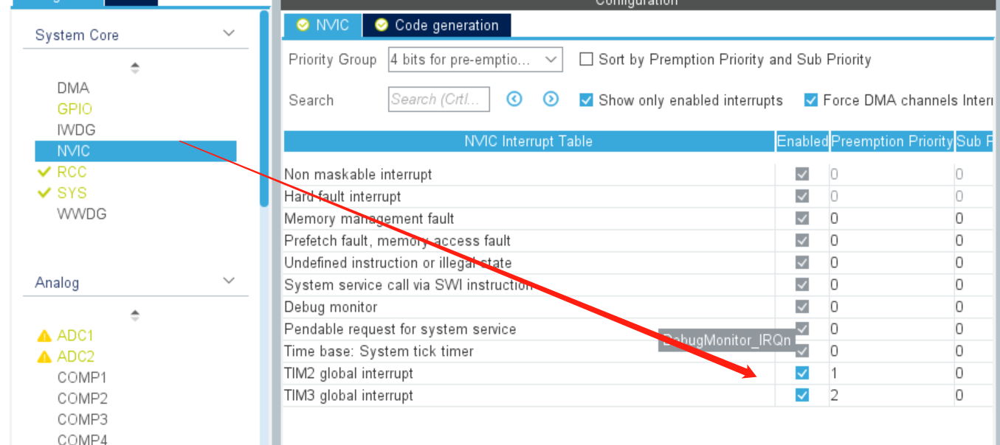 Configuration
System Core
DMA
GPIO
IWDG
NVIC
RCC
SYS
WWDG
Analog
ADC1
ADC2
COMP1
COMP2
COMP3
COMP4
NVIC
Code generation
Priority Group 4 bits for pre-emptio... Sort by Premption Priority and Sub Priority
Search Search (Crtl... Show only enabled interrupts Force DMA channels Interr
NVIC Interrupt Table Enabled Preemption Priority Sub P
Non maskable interrupt 0 0
Hard fault interrupt 0 0
Memory management fault 0 0
Prefetch fault, memory access fault 0 0
Undefined instruction or illegal state 0 0
System service call via SWI instruction 0 0
Debug monitor 0 0
Pendable request for system service 0 0
DebugMonitor_IRQn
Time base: System tick timer 0 0
TIM2 global interrupt 1 0
TIM3 global interrupt 2 0